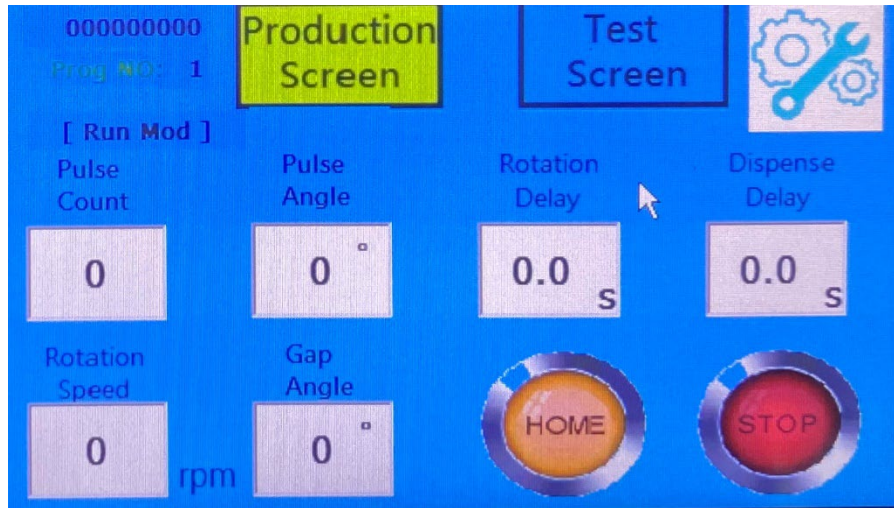 000000000
Prog NO: 1
[ Run Mod ]
Production
Screen
Test
Screen
Pulse
Count
Pulse
Angle
Rotation
Delay
Dispense
Delay
0
0 °
0.0 s
0.0 s
Rotation
Speed
Gap
Angle
0 rpm
0 °
HOME
STOP